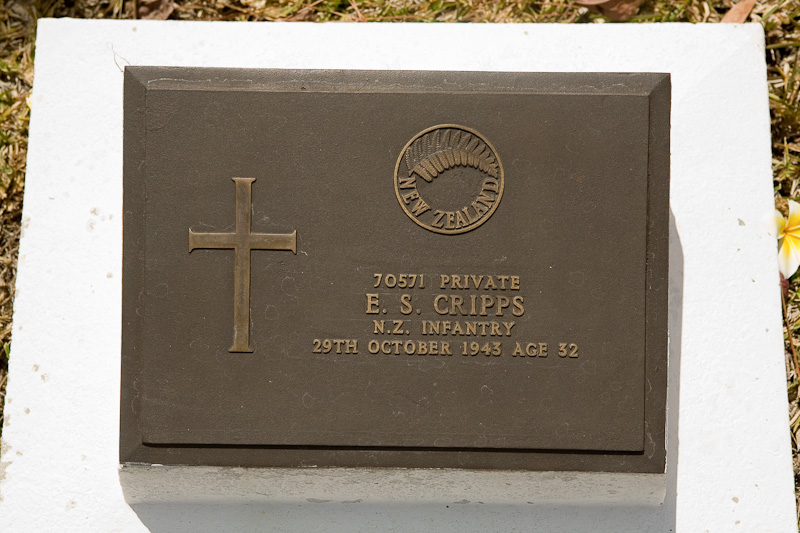 NEW ZEALAND
70571 PRIVATE
E. S. CRIPPS
N.Z. INFANTRY
29TH OCTOBER 1943 AGE 32